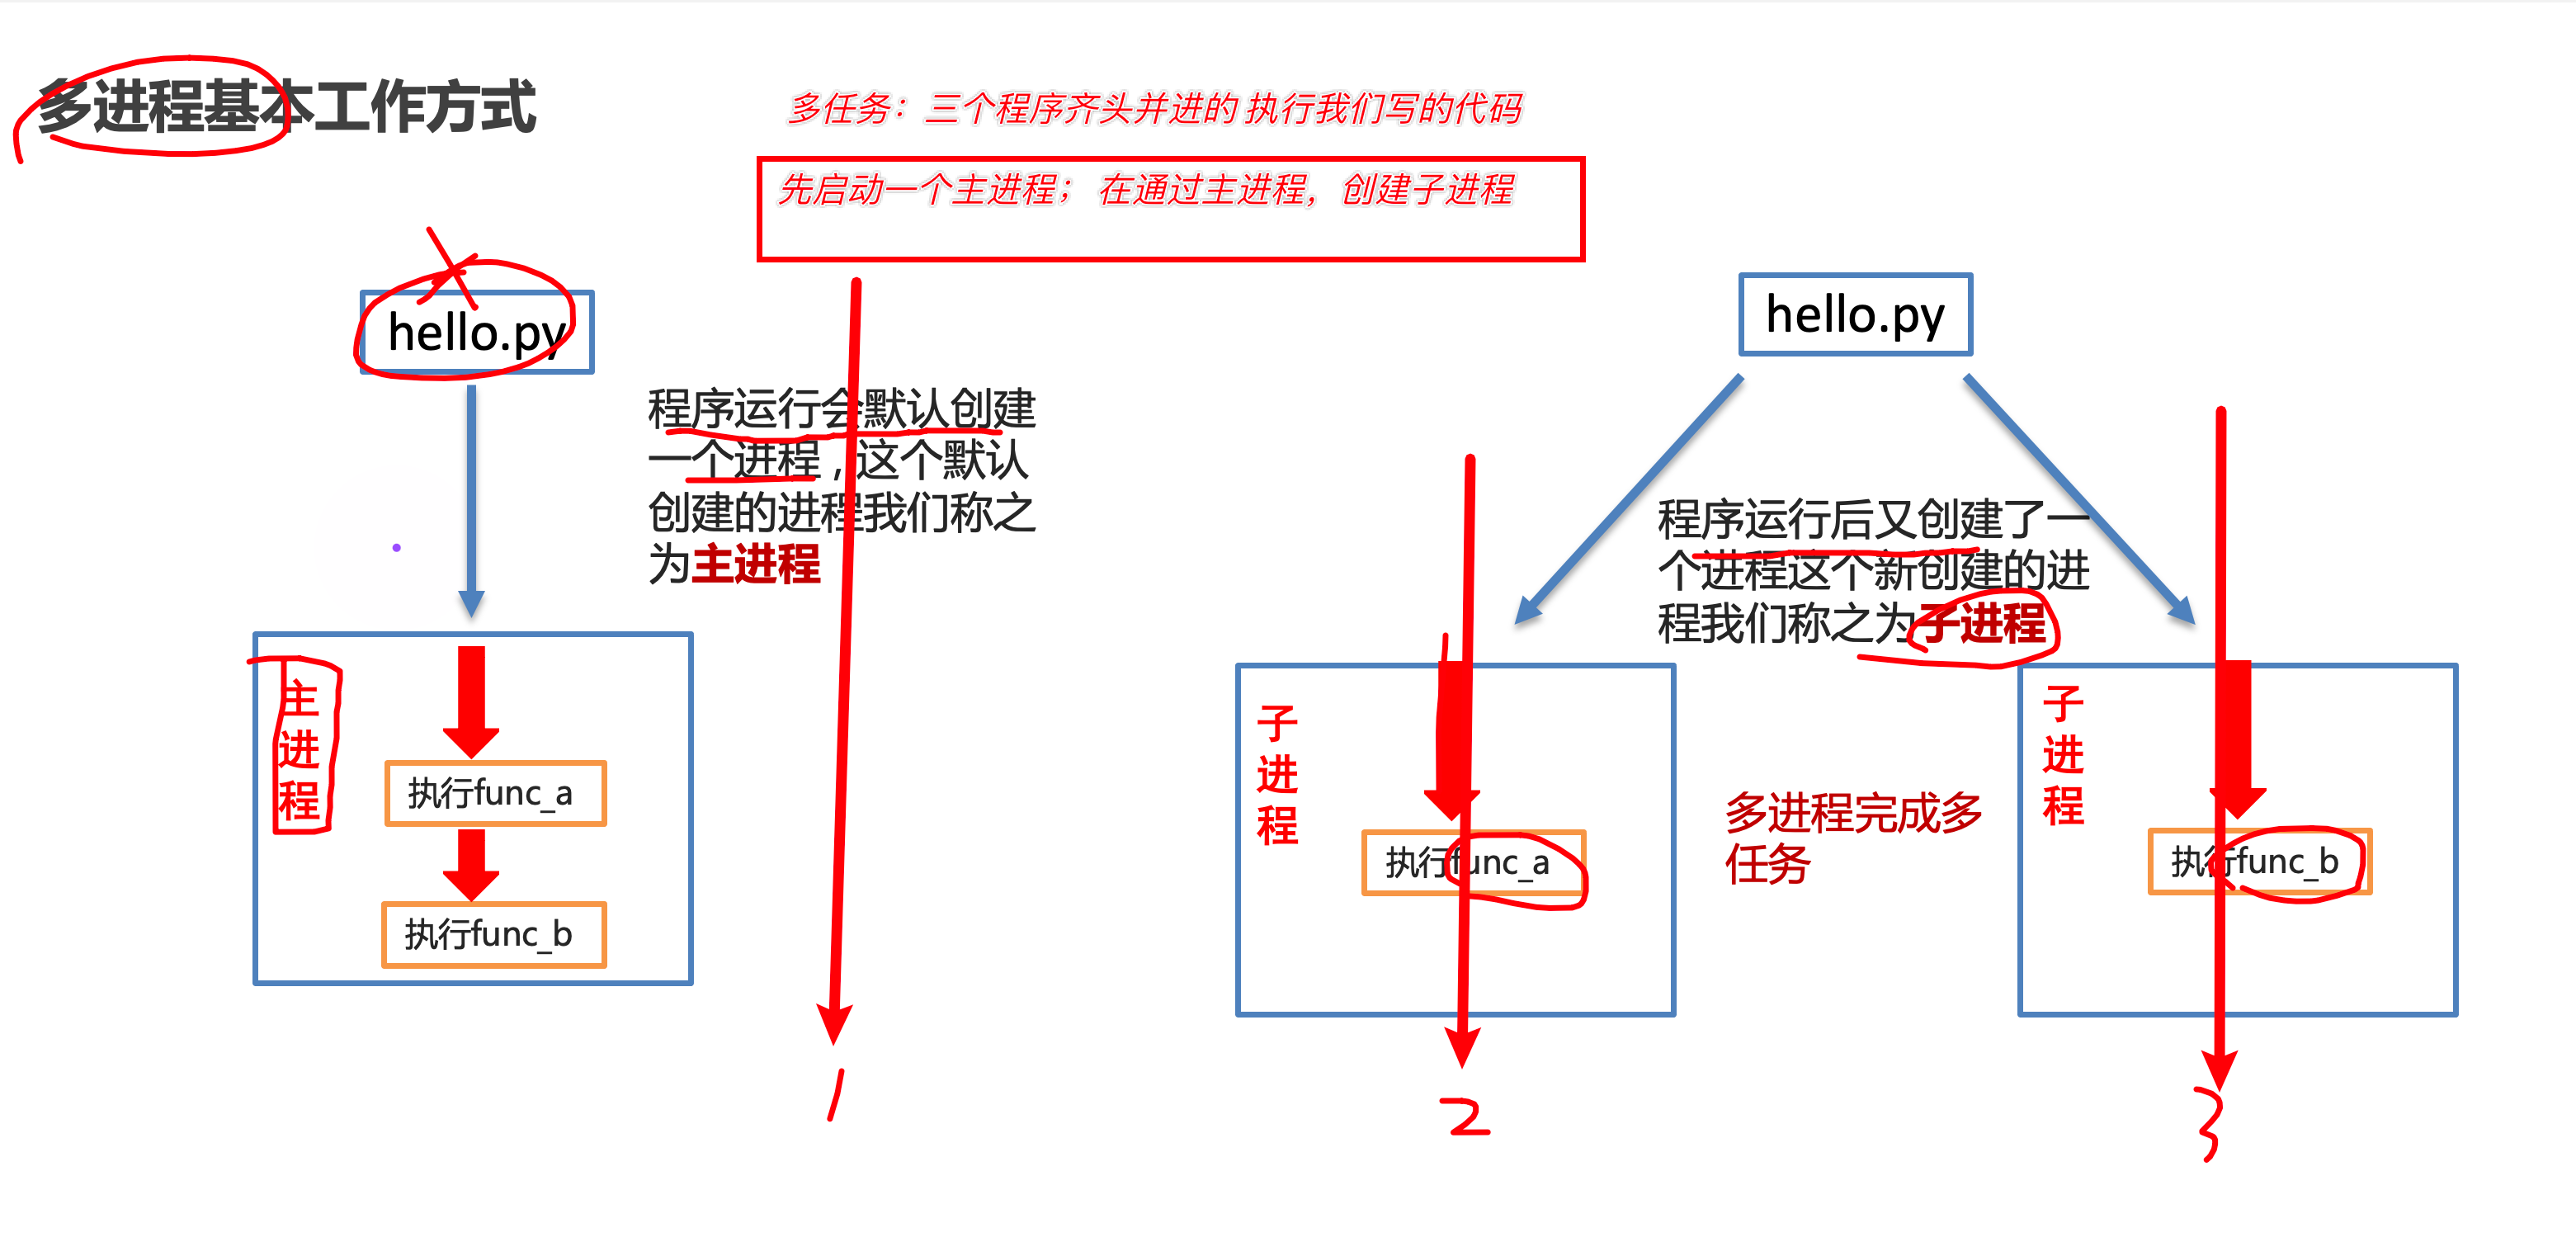 多进程基本工作方式
多任务：三个程序齐头并进的 执行我们写的代码
先启动一个主进程； 在通过主进程，创建子进程
hello.py
程序运行会默认创建
一个进程，这个默认
创建的进程我们称之
为主进程
主
进
程
执行func_a
执行func_b
1
hello.py
程序运行后又创建了一
个进程这个新创建的进
程我们称之为子进程
子
进
程
执行func_a
多进程完成多
任务
子
进
程
执行func_b
2
3